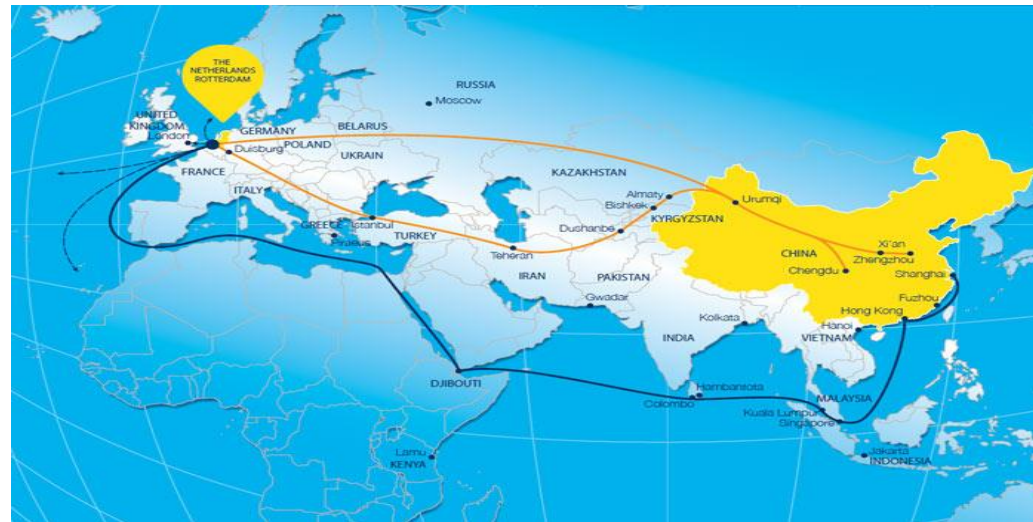 THE
NETHERLANDS
ROTTERDAM
RUSSIA
Moscow
UNITED
KINGDOM
London
GERMANY
BELARUS
Duisburg
POLAND
UKRAIN
FRANCE
KAZAKHSTAN
ITALY
Almaty
Bishkek
Urumqi
KYRGYZSTAN
GREECE
Istanbul
Dushanbe
Piraeus
TURKEY
Xi'an
CHINA
Zhengzhou
Teheran
Chengdu
Shanghai
IRAN
PAKISTAN
Gwadar
Fuzhou
Hong Kong
Kolkata
Hanoi
INDIA
VIETNAM
DJIBOUTI
Hambantota
Colombo
MALAYSIA
Kuala Lumpur
Singapore
Lamu
KENYA
Jakarta
INDONESIA